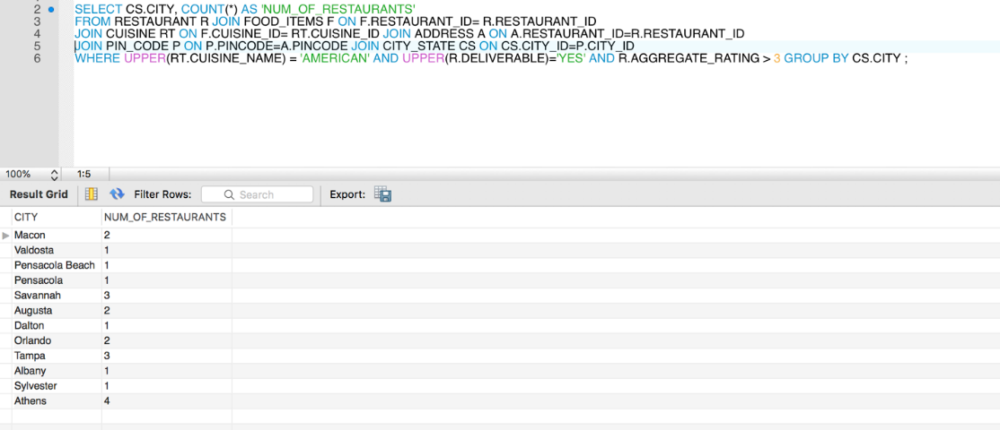 2 SELECT CS.CITY, COUNT(*) AS 'NUM_OF_RESTAURANTS'
3 FROM RESTAURANT R JOIN FOOD_ITEMS F ON F.RESTAURANT_ID= R.RESTAURANT_ID
4 JOIN CUISINE RT ON F.CUISINE_ID= RT.CUISINE_ID JOIN ADDRESS A ON A.RESTAURANT_ID=R.RESTAURANT_ID
5 JOIN PIN_CODE P ON P.PINCODE=A.PINCODE JOIN CITY_STATE CS ON CS.CITY_ID=P.CITY_ID
6 WHERE UPPER(RT.CUISINE_NAME) = 'AMERICAN' AND UPPER(R.DELIVERABLE)='YES' AND R.AGGREGATE_RATING > 3 GROUP BY CS.CITY ;
100% 1:5
Result Grid Filter Rows: Search Export:
CITY NUM_OF_RESTAURANTS
Macon 2
Valdosta 1
Pensacola Beach 1
Pensacola 1
Savannah 3
Augusta 2
Dalton 1
Orlando 2
Tampa 3
Albany 1
Sylvester 1
Athens 4